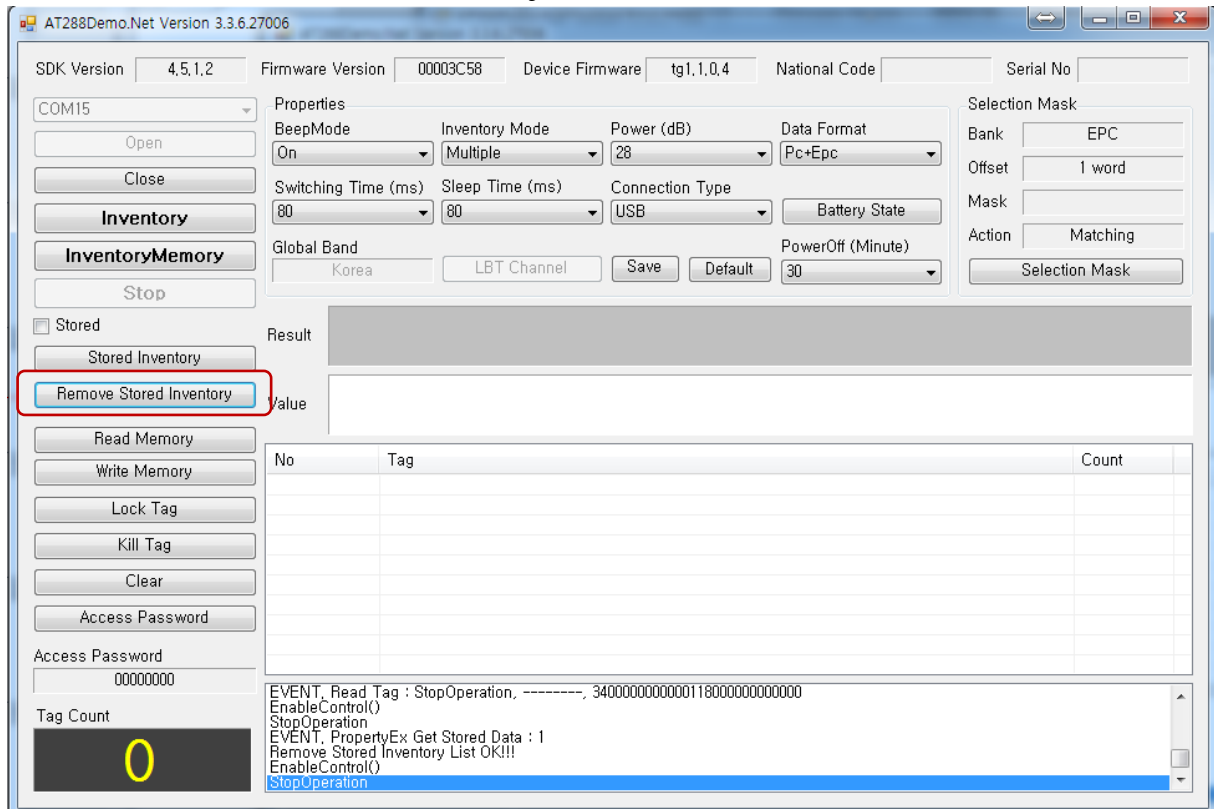 AT288Demo.Net Version 3.3.6.27006
SDK Version 4,5,1,2 Firmware Version 00003C58 Device Firmware tg1,1,0,4 National Code Serial No
COM15
Open
Close
Inventory
InventoryMemory
Stop
Stored
Stored Inventory
Remove Stored Inventory
Read Memory
Write Memory
Lock Tag
Kill Tag
Clear
Access Password
Access Password
00000000
Tag Count
0
Properties
BeepMode Inventory Mode Power (dB) Data Format
On Multiple 28 Pc+Epc
Switching Time (ms) Sleep Time (ms) Connection Type
80 80 USB Battery State
Global Band PowerOff (Minute)
Korea LBT Channel Save Default 30
Selection Mask
Bank EPC
Offset 1 word
Mask
Action Matching
Selection Mask
Result
Value
No Tag Count
EVENT, Read Tag : StopOperation, --------, 3400000000000118000000000000
EnableControl()
StopOperation
EVENT, PropertyEx Get Stored Data : 1
Remove Stored Inventory List OK!!!
EnableControl()
StopOperation